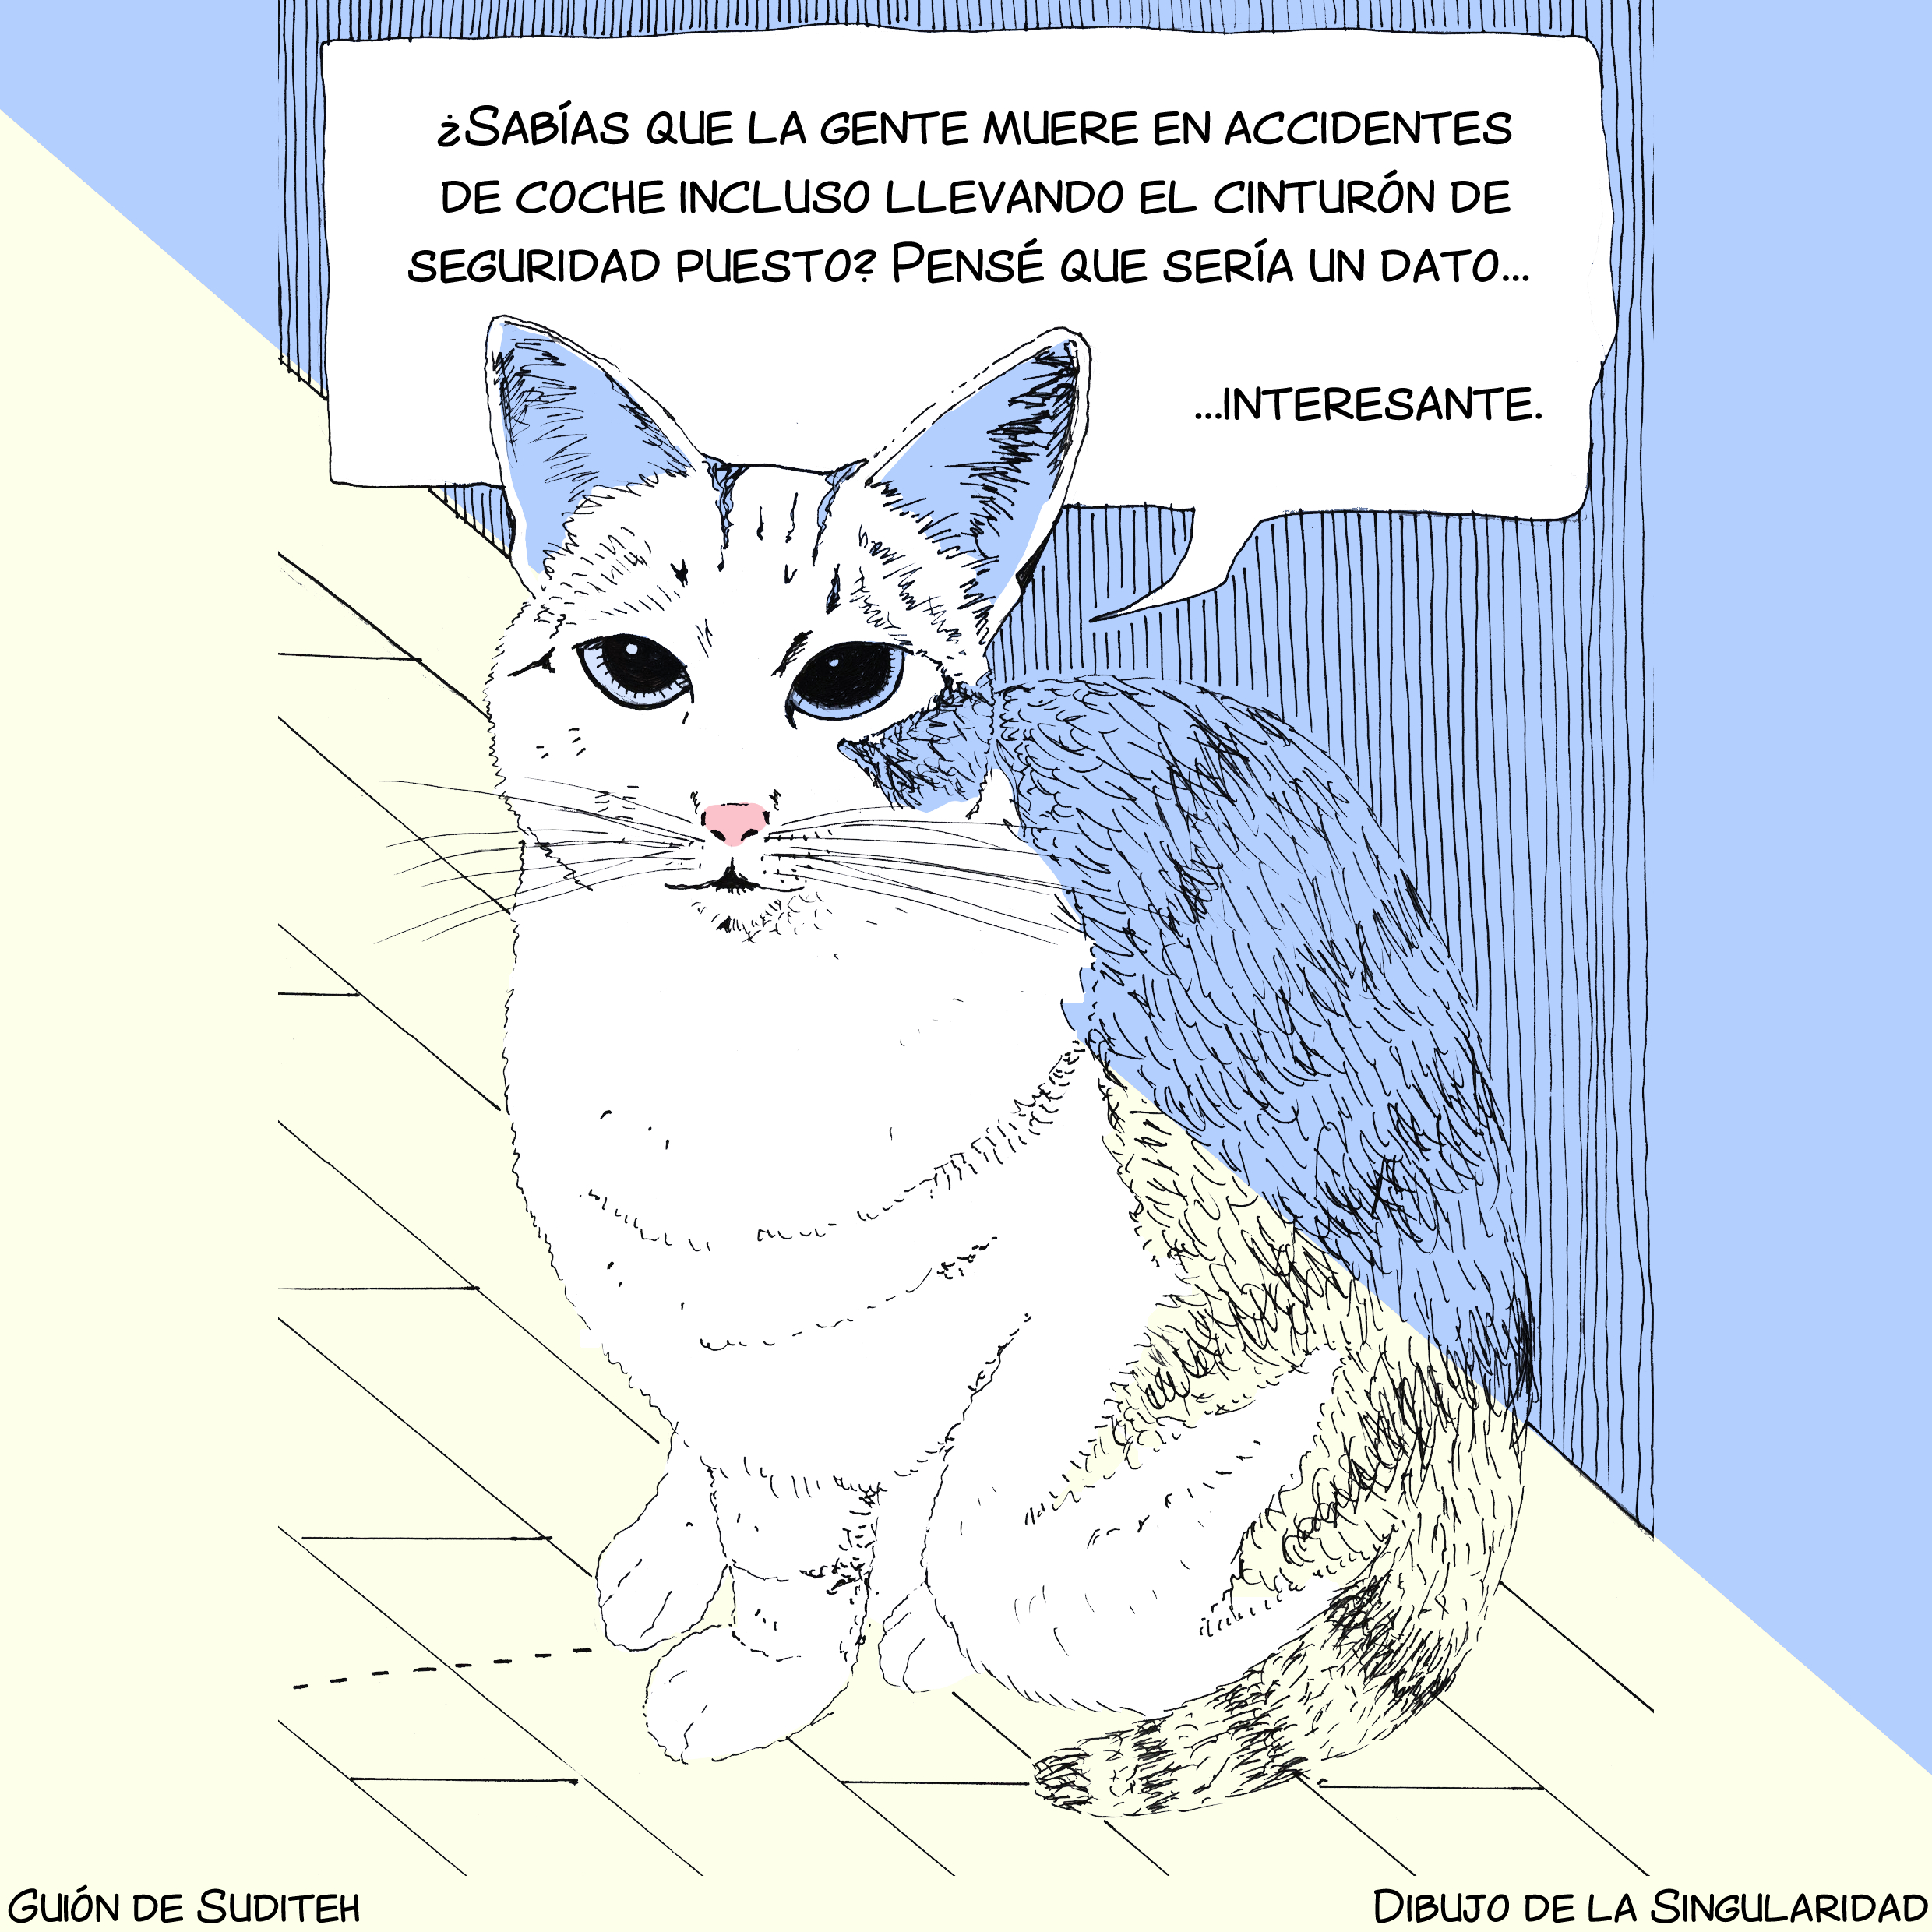 ¿Sabías que la gente muere en accidentes
de coche incluso llevando el cinturón de
seguridad puesto? Pensé que sería un dato...
...interesante.
Guión de Suditeh
Dibujo de la Singularidad